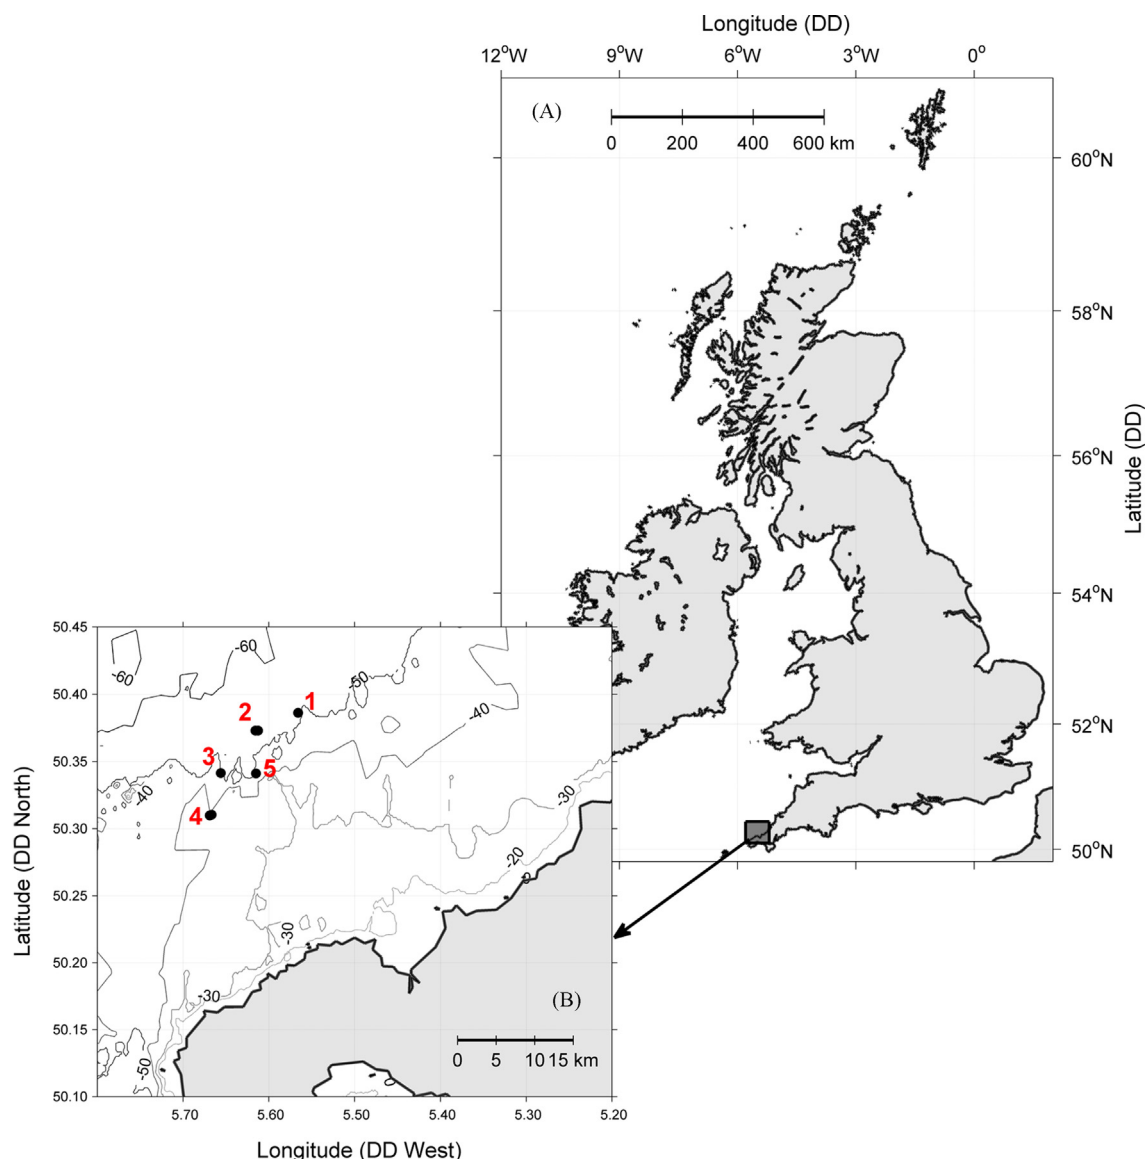 Longitude (DD)
12°W 9°W 6°W 3°W 0°
(A)
0 200 400 600 km
60°N
58°N
56°N
54°N
52°N
50°N
Latitude (DD)
50.45
50.40
50.35
50.30
50.25
50.20
50.15
50.10
Latitude (DD North)
-60
-60
-50
-40
1
2
3
5
4
-40
-30
-20
0
-30
-30
-50
0
(B)
0 5 10 15 km
5.70 5.60 5.50 5.40 5.30 5.20
Longitude (DD West)